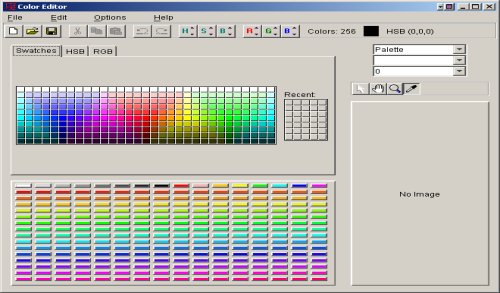 Color Editor
File Edit Options Help
H S B R G B Colors: 256 HSB (0,0,0)
Swatches HSB RGB
Palette
0
Recent:
No Image